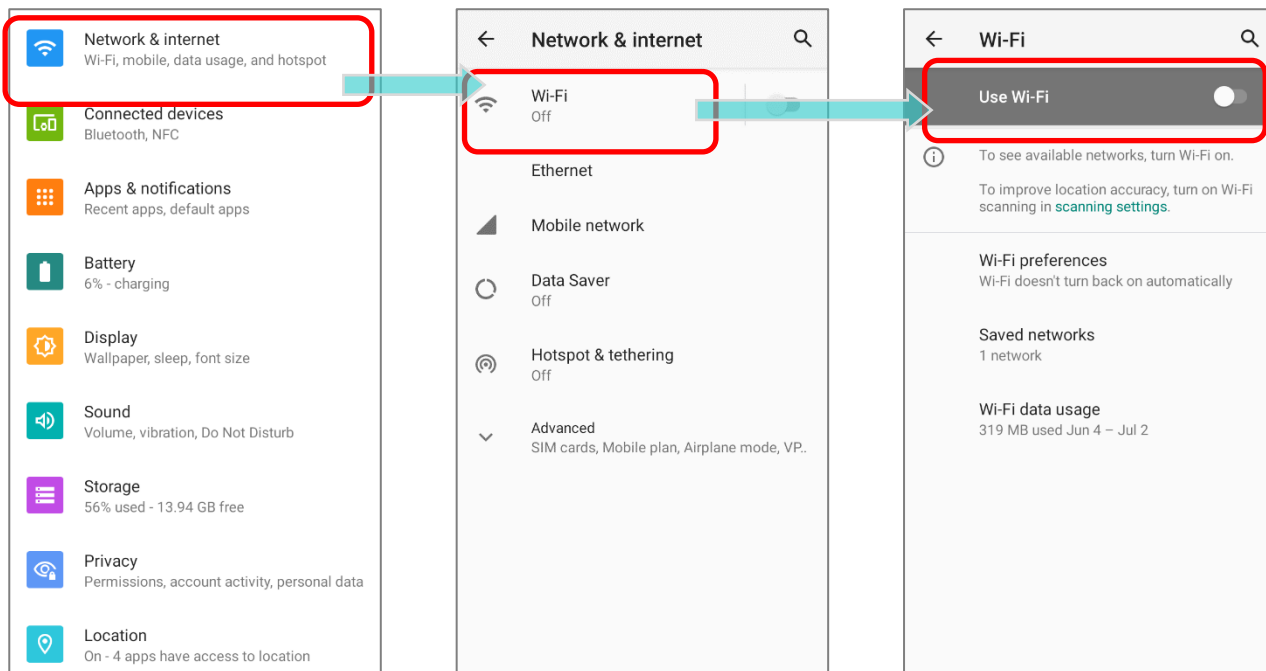 Network & internet
Wi-Fi, mobile, data usage, and hotspot
Connected devices
Bluetooth, NFC
Apps & notifications
Recent apps, default apps
Battery
6% - charging
Display
Wallpaper, sleep, font size
Sound
Volume, vibration, Do Not Disturb
Storage
56% used - 13.94 GB free
Privacy
Permissions, account activity, personal data
Location
On - 4 apps have access to location
Network & internet
Wi-Fi
Off
Ethernet
Mobile network
Data Saver
Off
Hotspot & tethering
Off
Advanced
SIM cards, Mobile plan, Airplane mode, VP..
Wi-Fi
Use Wi-Fi
To see available networks, turn Wi-Fi on.
To improve location accuracy, turn on Wi-Fi
scanning in scanning settings.
Wi-Fi preferences
Wi-Fi doesn't turn back on automatically
Saved networks
1 network
Wi-Fi data usage
319 MB used Jun 4 – Jul 2